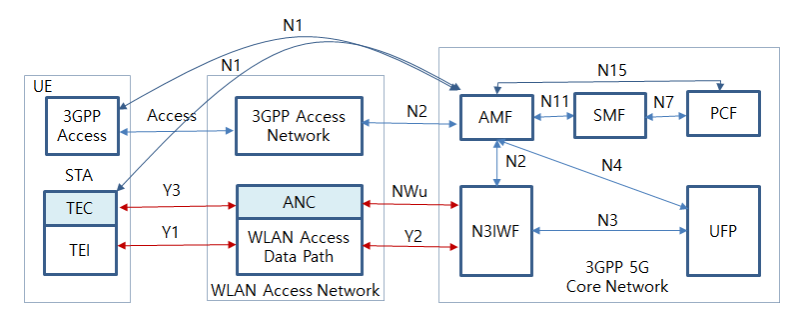 N1
N1
UE
3GPP
Access
Access
3GPP Access
Network
N2
AMF
N11
SMF
N7
PCF
N15
STA
TEC
TEI
Y3
Y1
ANC
WLAN Access
Data Path
WLAN Access Network
NWu
Y2
N2
N4
N3IWF
N3
UFP
3GPP 5G
Core Network